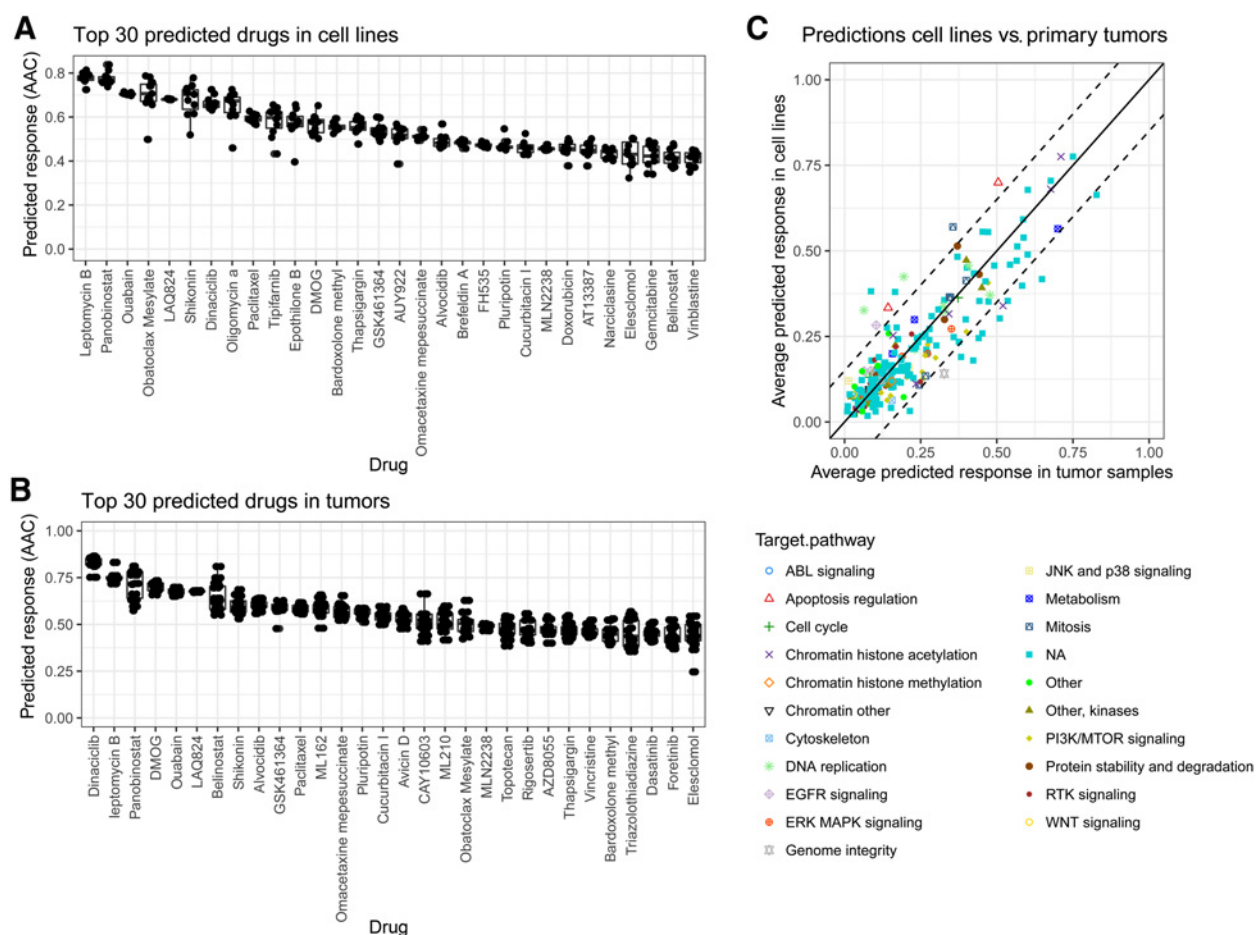 A
Top 30 predicted drugs in cell lines
Predicted response (AAC)
0.8
0.6
0.4
0.2
0.0
Leptomycin B
Panobinostat
Ouabain
Obatoclax Mesylate
LAQ824
Shikonin
Dinaciclib
Oligomycin a
Paclitaxel
Tipifarnib
Epothilone B
DMOG
Bardoxolone methyl
Thapsigargin
GSK461364
AUY922
Omacetaxine mepesuccinate
Alvocidib
Brefeldin A
FH535
Pluripotin
Cucurbitacin I
MLN2238
Doxorubicin
AT13387
Narciclasine
Elesclomol
Gemcitabine
Belinostat
Vinblastine
Drug
B
Top 30 predicted drugs in tumors
Predicted response (AAC)
1.00
0.75
0.50
0.25
0.00
Dinaciclib
leptomycin B
Panobinostat
DMOG
Ouabain
LAQ824
Belinostat
Shikonin
Alvocidib
GSK461364
Paclitaxel
ML162
Omacetaxine mepesuccinate
Pluripotin
Cucurbitacin I
Avicin D
CAY10603
ML210
Obatoclax Mesylate
MLN2238
Topotecan
Rigosertib
AZD8055
Thapsigargin
Vincristine
Bardoxolone methyl
Triazolothiadiazine
Dasatinib
Foretinib
Elesclomol
Drug
C
Predictions cell lines vs. primary tumors
Average predicted response in cell lines
1.00
0.75
0.50
0.25
0.00
0.00 0.25 0.50 0.75 1.00
Average predicted response in tumor samples
Target.pathway
ABL signaling
Apoptosis regulation
Cell cycle
Chromatin histone acetylation
Chromatin histone methylation
Chromatin other
Cytoskeleton
DNA replication
EGFR signaling
ERK MAPK signaling
Genome integrity
JNK and p38 signaling
Metabolism
Mitosis
NA
Other
Other, kinases
PI3K/MTOR signaling
Protein stability and degradation
RTK signaling
WNT signaling